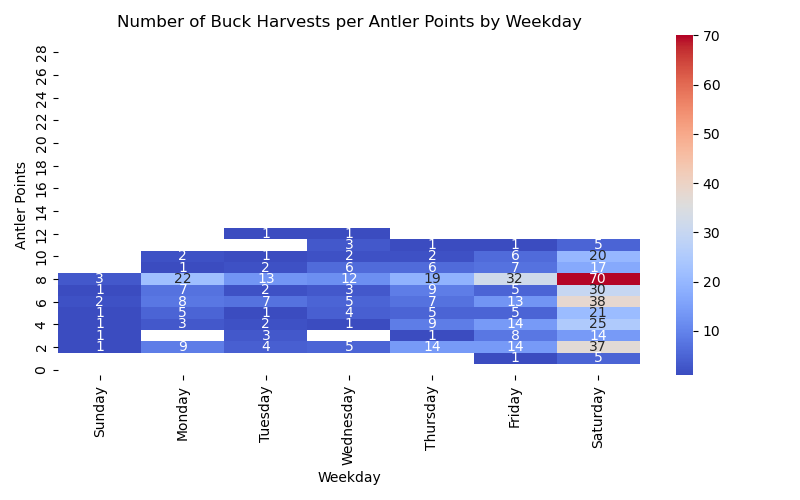 Number of Buck Harvests per Antler Points by Weekday
Antler Points
28
26
24
22
20
18
16
14
12 1 1
3 1 1 5
10 2 1 2 2 6 20
1 2 6 6 7 17
8 3 22 13 12 19 32 70
1 7 2 3 9 5 30
6 2 8 7 5 7 13 38
1 5 1 4 5 5 21
4 1 3 2 1 9 14 25
1 3 1 8 14
2 1 9 4 5 14 14 37
1 5
0
Sunday Monday Tuesday Wednesday Thursday Friday Saturday
Weekday
70
60
50
40
30
20
10